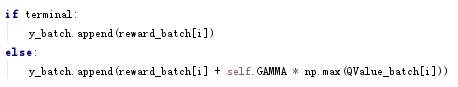 if terminal:
    y_batch.append(reward_batch[i])
else:
    y_batch.append(reward_batch[i] + self.GAMMA * np.max(QValue_batch[i]))